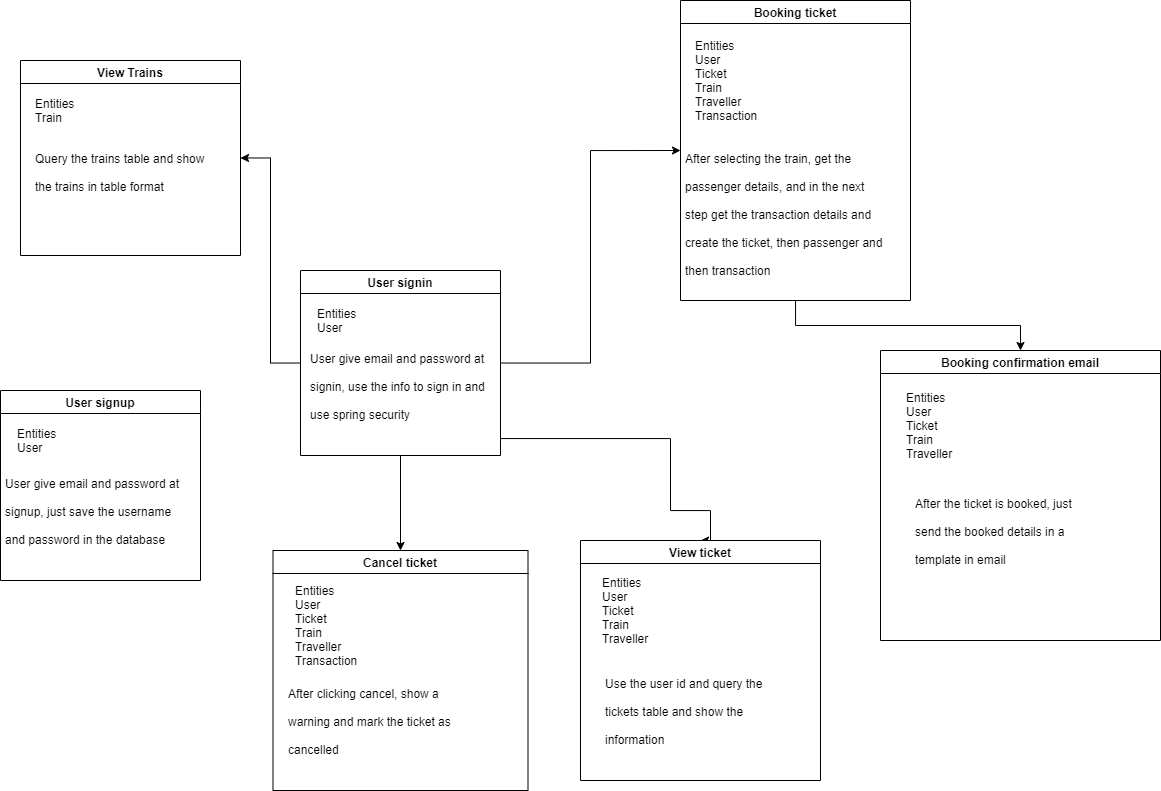 Booking ticket
Entities
User
Ticket
Train
Traveller
Transaction
After selecting the train, get the
passenger details, and in the next
step get the transaction details and
create the ticket, then passenger and
then transaction
View Trains
Entities
Train
Query the trains table and show
the trains in table format
User signin
Entities
User
User give email and password at
signin, use the info to sign in and
use spring security
Booking confirmation email
Entities
User
Ticket
Train
Traveller
After the ticket is booked, just
send the booked details in a
template in email
User signup
Entities
User
User give email and password at
signup, just save the username
and password in the database
Cancel ticket
Entities
User
Ticket
Train
Traveller
Transaction
After clicking cancel, show a
warning and mark the ticket as
cancelled
View ticket
Entities
User
Ticket
Train
Traveller
Use the user id and query the
tickets table and show the
information